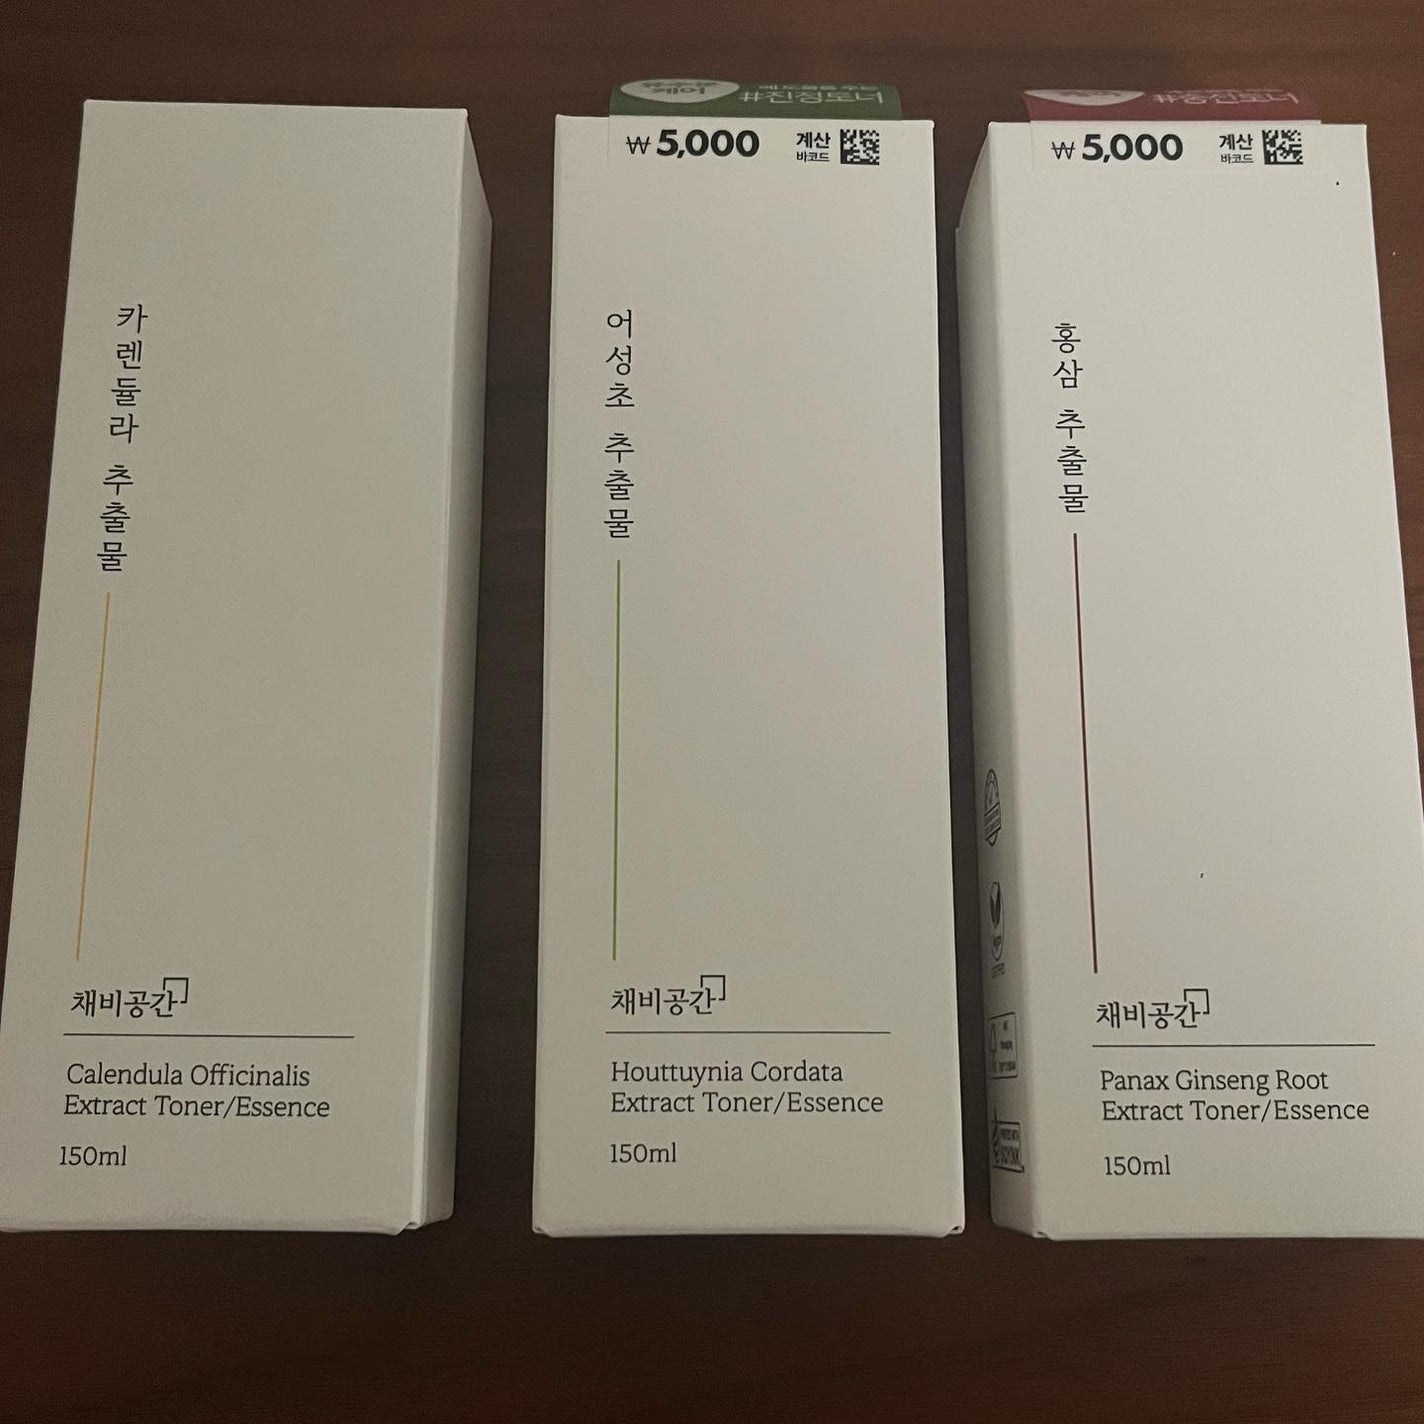 카렌듈라 추출물
채비공간
Calendula Officinalis
Extract Toner/Essence
150ml
케어
#진정토너
₩5,000
계산
바코드
어성초 추출물
채비공간
Houttuynia Cordata
Extract Toner/Essence
150ml
₩5,000
계산
바코드
홍삼 추출물
채비공간
Panax Ginseng Root
Extract Toner/Essence
150ml